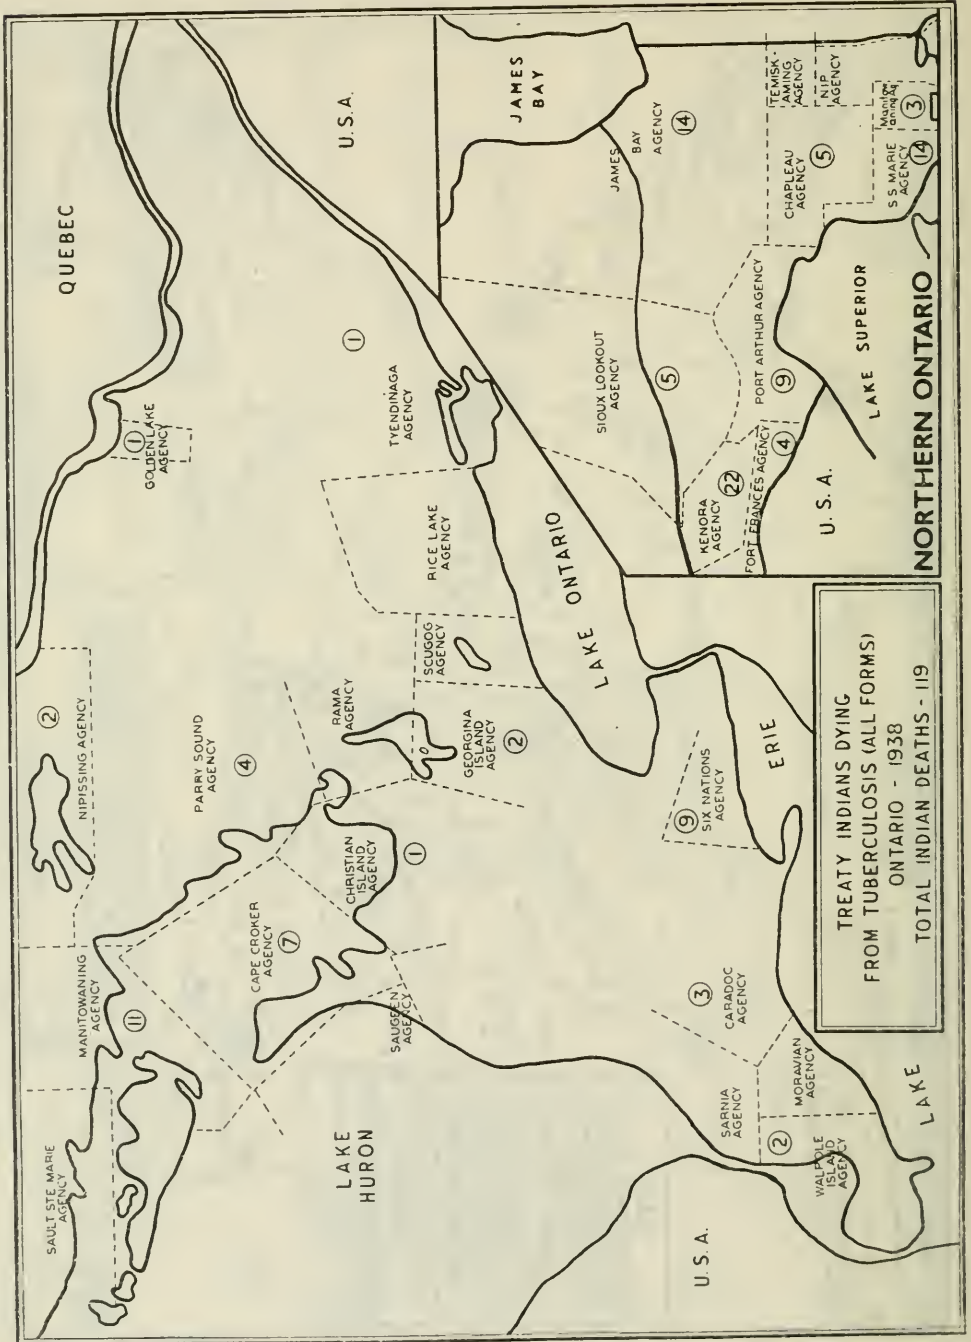 QUEBEC
U. S. A.
JAMES
BAY
SAULT STE MARIE
AGENCY
MANITOWANING
AGENCY
11
2
NIPISSING AGENCY
1
GOLDEN LAKE
AGENCY
PARRY SOUND
AGENCY
4
RAMA
AGENCY
CAPE CROKER
AGENCY
7
CHRISTIAN
ISLAND
AGENCY
1
SAUGEEN
AGENCY
LAKE
HURON
SCUGOG
AGENCY
GEORGINA
ISLAND
AGENCY
2
RICE LAKE
AGENCY
TYENDINAGA
AGENCY
1
LAKE ONTARIO
9
SIX NATIONS
AGENCY
3
CARADOC
AGENCY
SARNIA
AGENCY
2
MORAVIAN
AGENCY
WALPOLE
ISLAND
AGENCY
U. S. A.
LAKE
ERIE
JAMES
BAY
AGENCY
14
SIOUX LOOKOUT
AGENCY
5
KENORA
AGENCY
22
FORT FRANCES AGENCY
4
PORT ARTHUR AGENCY
9
TEMISK-
AMING
AGENCY
NIP
AGENCY
CHAPLEAU
AGENCY
5
Manitow
aning Ag.
3
S S MARIE
AGENCY
14
U. S. A.
LAKE SUPERIOR
NORTHERN ONTARIO
TREATY INDIANS DYING
FROM TUBERCULOSIS (ALL FORMS)
ONTARIO - 1938
TOTAL INDIAN DEATHS - 119